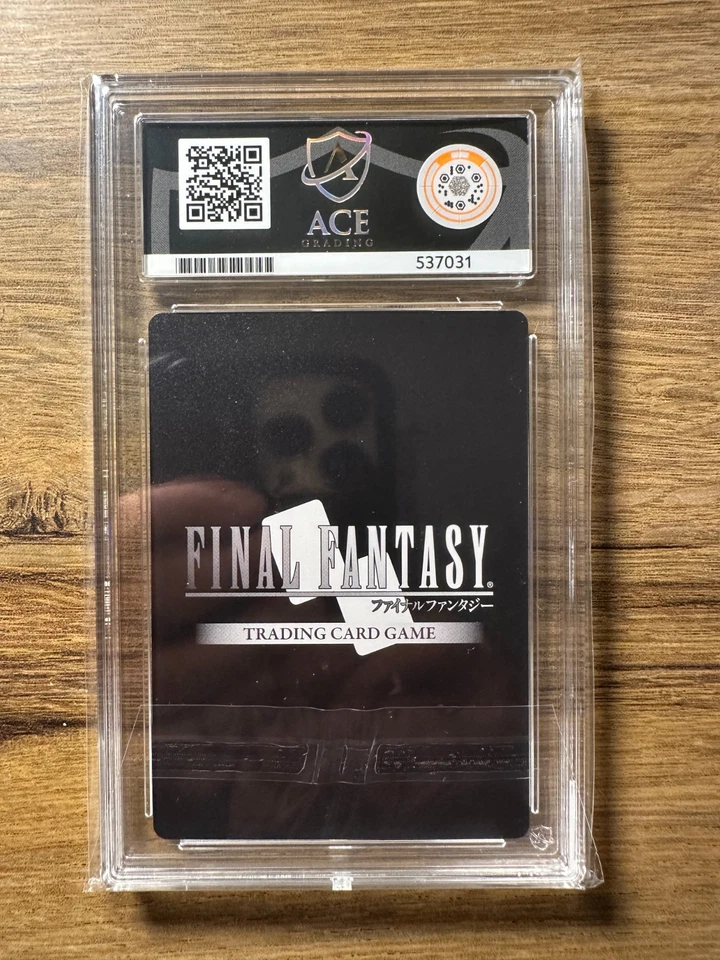 ACE
GRADING
537031
FINAL FANTASY®
ファイナルファンタジー
TRADING CARD GAME